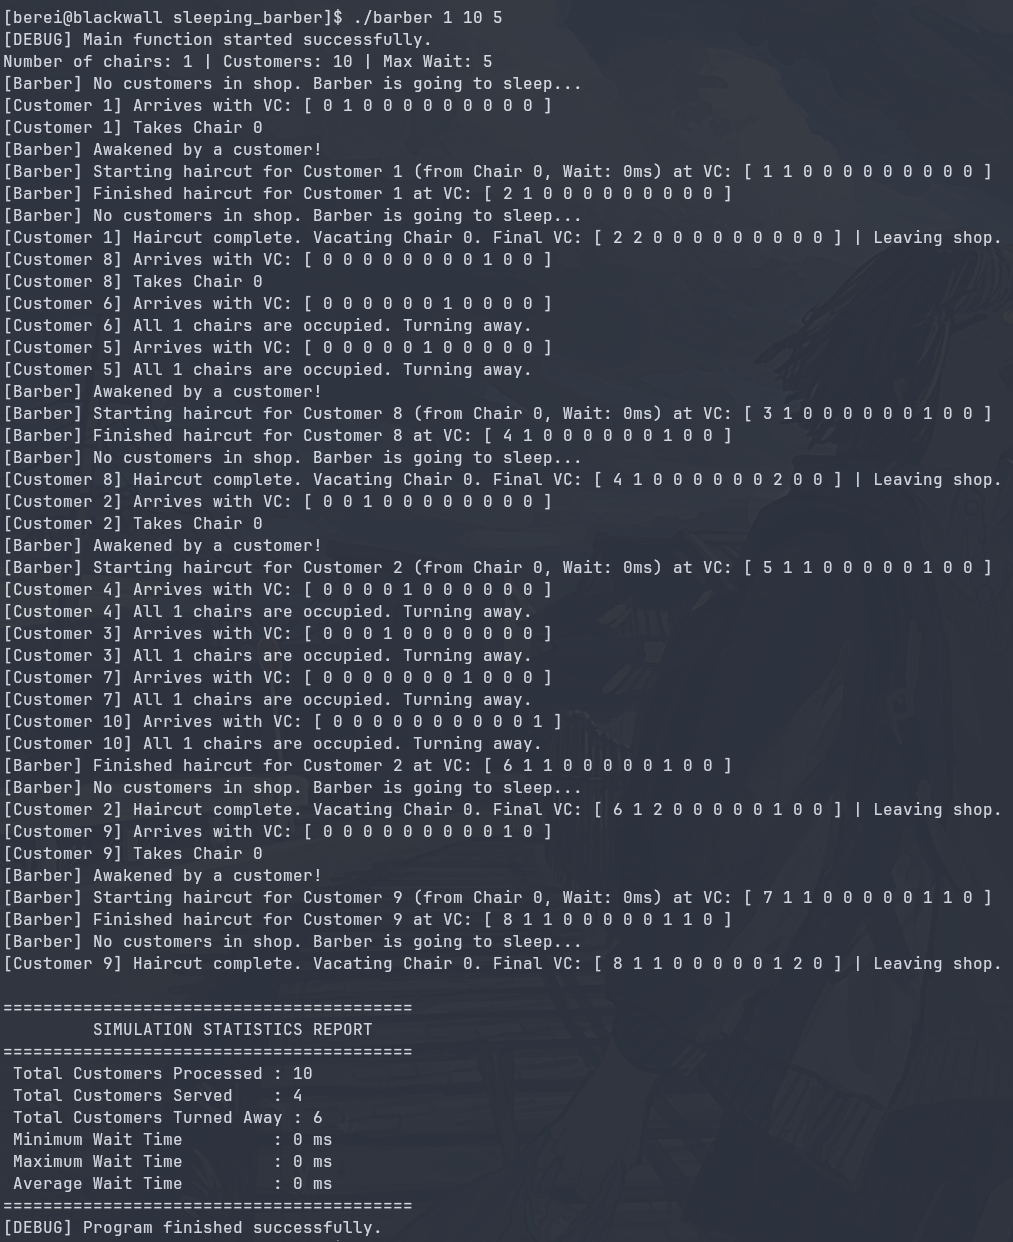 [berei@blackwall sleeping_barber]$ ./barber 1 10 5
[DEBUG] Main function started successfully.
Number of chairs: 1 | Customers: 10 | Max Wait: 5
[Barber] No customers in shop. Barber is going to sleep...
[Customer 1] Arrives with VC: [ 0 1 0 0 0 0 0 0 0 0 0 ]
[Customer 1] Takes Chair 0
[Barber] Awakened by a customer!
[Barber] Starting haircut for Customer 1 (from Chair 0, Wait: 0ms) at VC: [ 1 1 0 0 0 0 0 0 0 0 0 ]
[Barber] Finished haircut for Customer 1 at VC: [ 2 1 0 0 0 0 0 0 0 0 0 ]
[Barber] No customers in shop. Barber is going to sleep...
[Customer 1] Haircut complete. Vacating Chair 0. Final VC: [ 2 2 0 0 0 0 0 0 0 0 0 ] | Leaving shop.
[Customer 8] Arrives with VC: [ 0 0 0 0 0 0 0 0 1 0 0 ]
[Customer 8] Takes Chair 0
[Customer 6] Arrives with VC: [ 0 0 0 0 0 0 1 0 0 0 0 ]
[Customer 6] All 1 chairs are occupied. Turning away.
[Customer 5] Arrives with VC: [ 0 0 0 0 0 1 0 0 0 0 0 ]
[Customer 5] All 1 chairs are occupied. Turning away.
[Barber] Awakened by a customer!
[Barber] Starting haircut for Customer 8 (from Chair 0, Wait: 0ms) at VC: [ 3 1 0 0 0 0 0 0 1 0 0 ]
[Barber] Finished haircut for Customer 8 at VC: [ 4 1 0 0 0 0 0 0 1 0 0 ]
[Barber] No customers in shop. Barber is going to sleep...
[Customer 8] Haircut complete. Vacating Chair 0. Final VC: [ 4 1 0 0 0 0 0 0 2 0 0 ] | Leaving shop.
[Customer 2] Arrives with VC: [ 0 0 1 0 0 0 0 0 0 0 0 ]
[Customer 2] Takes Chair 0
[Barber] Awakened by a customer!
[Barber] Starting haircut for Customer 2 (from Chair 0, Wait: 0ms) at VC: [ 5 1 1 0 0 0 0 0 1 0 0 ]
[Customer 4] Arrives with VC: [ 0 0 0 0 1 0 0 0 0 0 0 ]
[Customer 4] All 1 chairs are occupied. Turning away.
[Customer 3] Arrives with VC: [ 0 0 0 1 0 0 0 0 0 0 0 ]
[Customer 3] All 1 chairs are occupied. Turning away.
[Customer 7] Arrives with VC: [ 0 0 0 0 0 0 0 1 0 0 0 ]
[Customer 7] All 1 chairs are occupied. Turning away.
[Customer 10] Arrives with VC: [ 0 0 0 0 0 0 0 0 0 0 1 ]
[Customer 10] All 1 chairs are occupied. Turning away.
[Barber] Finished haircut for Customer 2 at VC: [ 6 1 1 0 0 0 0 0 1 0 0 ]
[Barber] No customers in shop. Barber is going to sleep...
[Customer 2] Haircut complete. Vacating Chair 0. Final VC: [ 6 1 2 0 0 0 0 0 1 0 0 ] | Leaving shop.
[Customer 9] Arrives with VC: [ 0 0 0 0 0 0 0 0 0 1 0 ]
[Customer 9] Takes Chair 0
[Barber] Awakened by a customer!
[Barber] Starting haircut for Customer 9 (from Chair 0, Wait: 0ms) at VC: [ 7 1 1 0 0 0 0 0 1 1 0 ]
[Barber] Finished haircut for Customer 9 at VC: [ 8 1 1 0 0 0 0 0 1 1 0 ]
[Barber] No customers in shop. Barber is going to sleep...
[Customer 9] Haircut complete. Vacating Chair 0. Final VC: [ 8 1 1 0 0 0 0 0 1 2 0 ] | Leaving shop.
=========================================
SIMULATION STATISTICS REPORT
=========================================
Total Customers Processed : 10
Total Customers Served : 4
Total Customers Turned Away : 6
Minimum Wait Time : 0 ms
Maximum Wait Time : 0 ms
Average Wait Time : 0 ms
=========================================
[DEBUG] Program finished successfully.